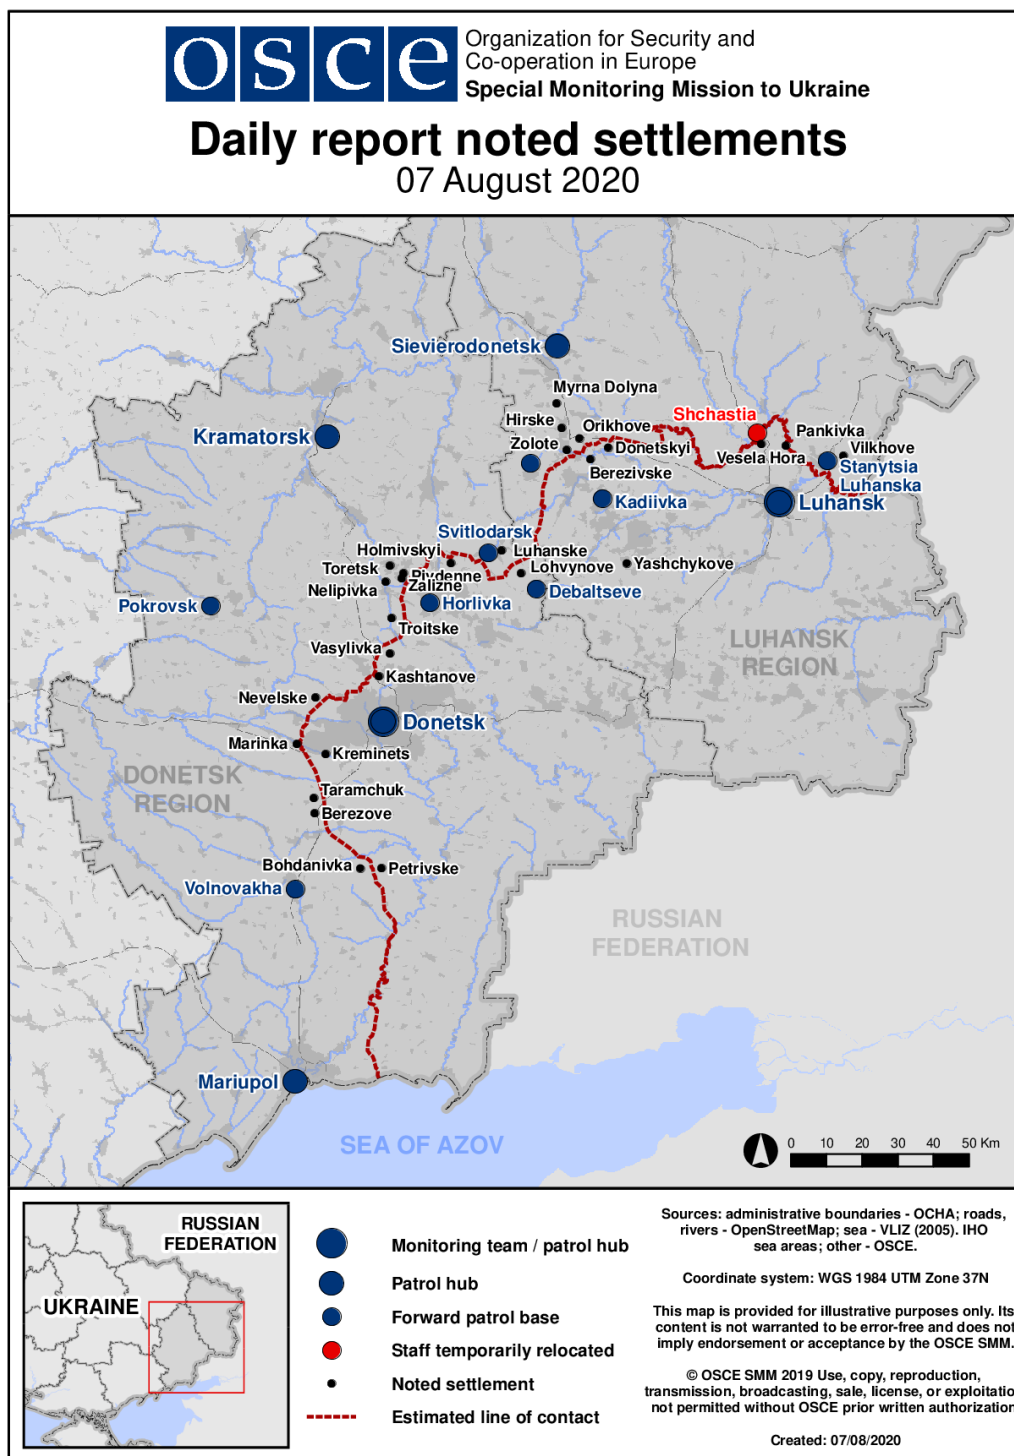 osce
Organization for Security and
Co-operation in Europe
Special Monitoring Mission to Ukraine
Daily report noted settlements
07 August 2020
Sievierodonetsk
Myrna Dolyna
Hirske
Orikhove
Shchastia
Pankivka
Kramatorsk
Zolote
Donetskyi
Vesela Hora
Vilkhove
Berezivske
Stanytsia
Luhanska
Kadiivka
Luhansk
Svitlodarsk
Holmivskyi
Luhanske
Toretsk
Pivdenne
Lohvynove
Yashchykove
Zalizne
Nelipivka
Debaltseve
Pokrovsk
Horlivka
Troitske
LUHANSK
REGION
Vasylivka
Kashtanove
Nevelske
Donetsk
Marinka
Kreminets
DONETSK
REGION
Taramchuk
Berezove
Bohdanivka
Petrivske
Volnovakha
RUSSIAN
FEDERATION
Mariupol
SEA OF AZOV
0 10 20 30 40 50 Km
RUSSIAN
FEDERATION
UKRAINE
Monitoring team / patrol hub
Patrol hub
Forward patrol base
Staff temporarily relocated
Noted settlement
Estimated line of contact
Sources: administrative boundaries - OCHA; roads,
rivers - OpenStreetMap; sea - VLIZ (2005). IHO
sea areas; other - OSCE.
Coordinate system: WGS 1984 UTM Zone 37N
This map is provided for illustrative purposes only. Its
content is not warranted to be error-free and does not
imply endorsement or acceptance by the OSCE SMM.
© OSCE SMM 2019 Use, copy, reproduction,
transmission, broadcasting, sale, license, or exploitatio
not permitted without OSCE prior written authorization
Created: 07/08/2020